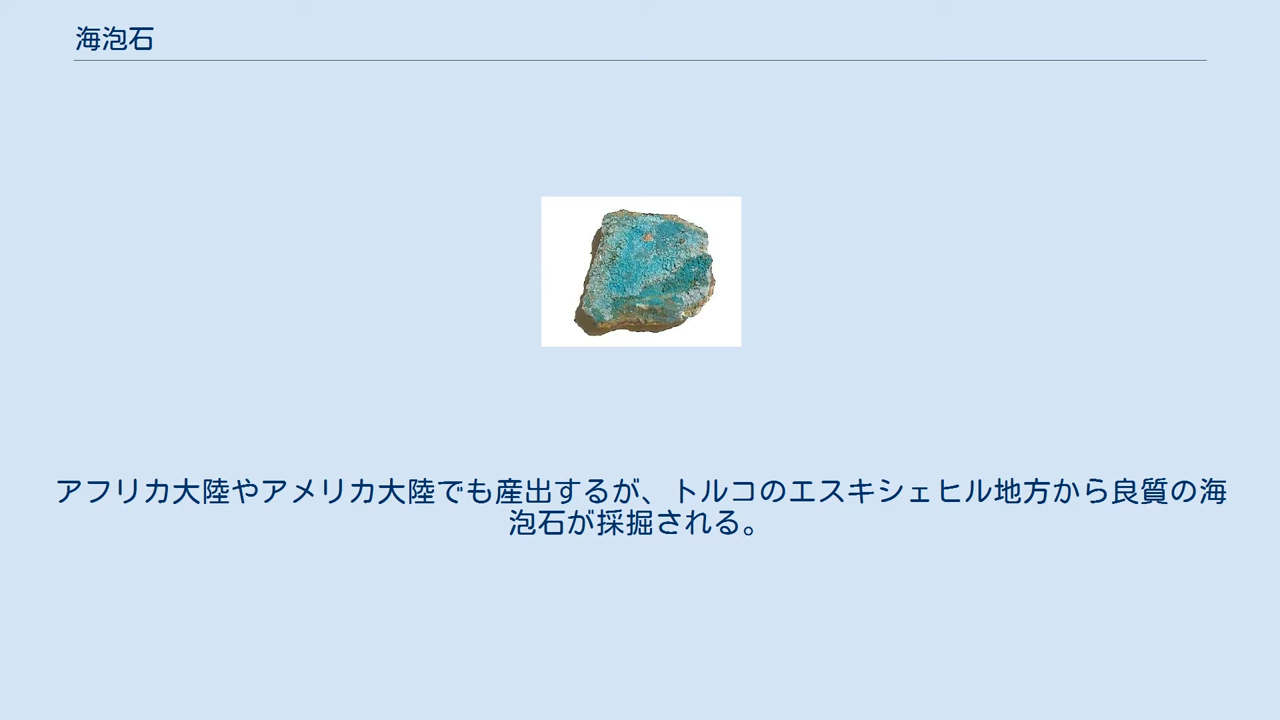 海泡石
アフリカ大陸やアメリカ大陸でも産出するが、トルコのエスキシェヒル地方から良質の海
泡石が採掘される。